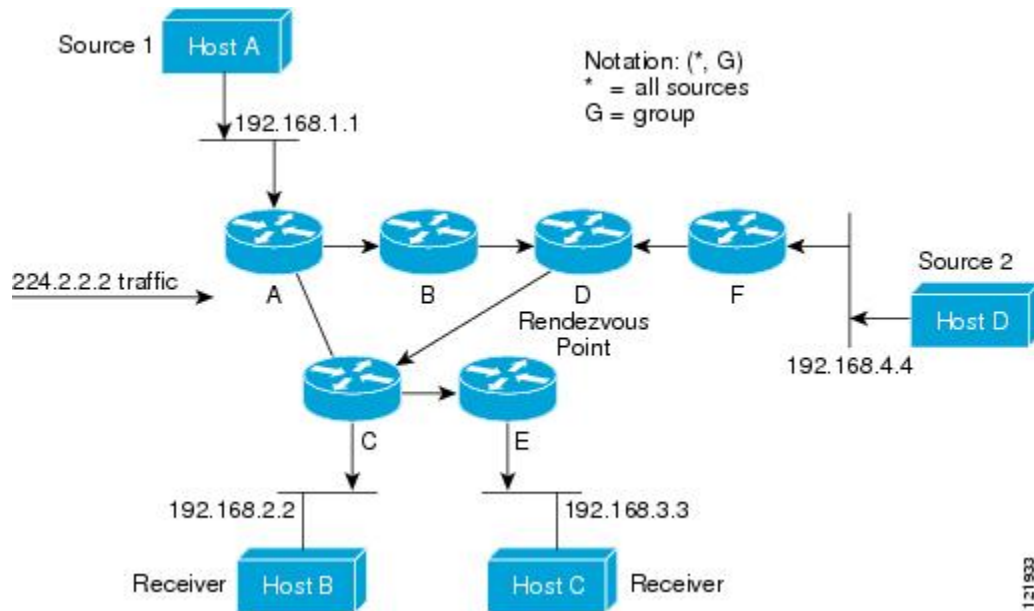 Source 1
Host A
Notation: (*, G)
* = all sources
G = group
192.168.1.1
224.2.2.2 traffic
A
B
D
F
Rendezvous
Point
Source 2
Host D
192.168.4.4
C
E
192.168.2.2
192.168.3.3
Receiver
Host B
Host C
Receiver
121933